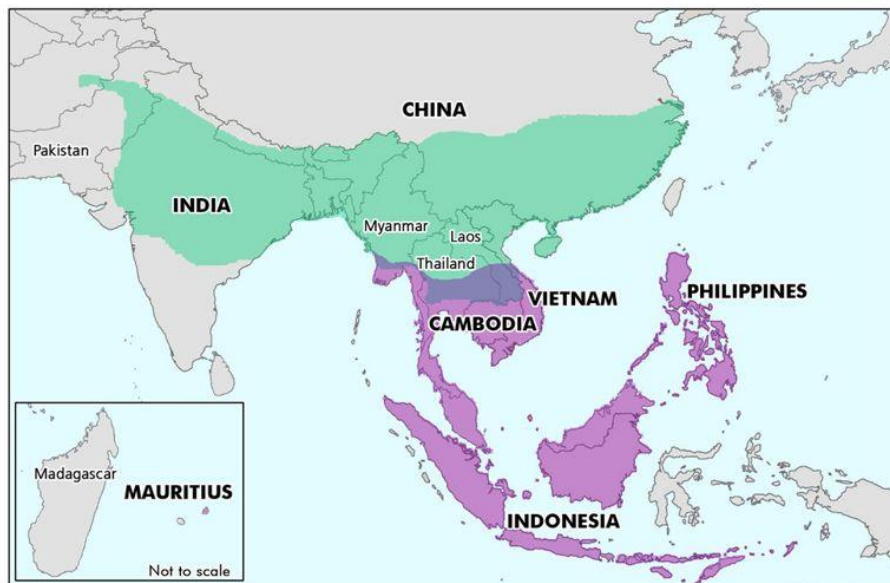 CHINA
Pakistan
INDIA
Myanmar
Laos
Thailand
VIETNAM
PHILIPPINES
CAMBODIA
Madagascar
MAURITIUS
INDONESIA
Not to scale